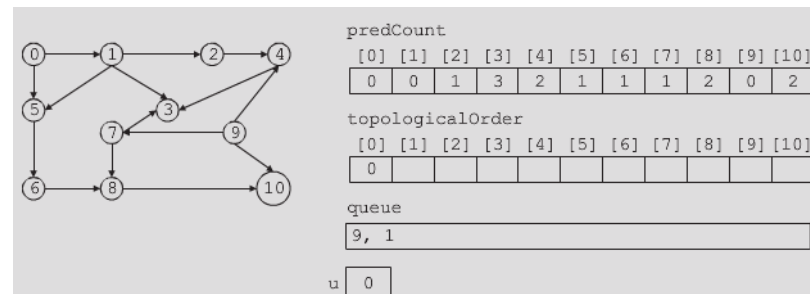 0 1 2 4
5 3
7 9
6 8 10
predCount
[0] [1] [2] [3] [4] [5] [6] [7] [8] [9] [10]
0 0 1 3 2 1 1 1 2 0 2
topologicalOrder
[0] [1] [2] [3] [4] [5] [6] [7] [8] [9] [10]
0
queue
9, 1
u 0